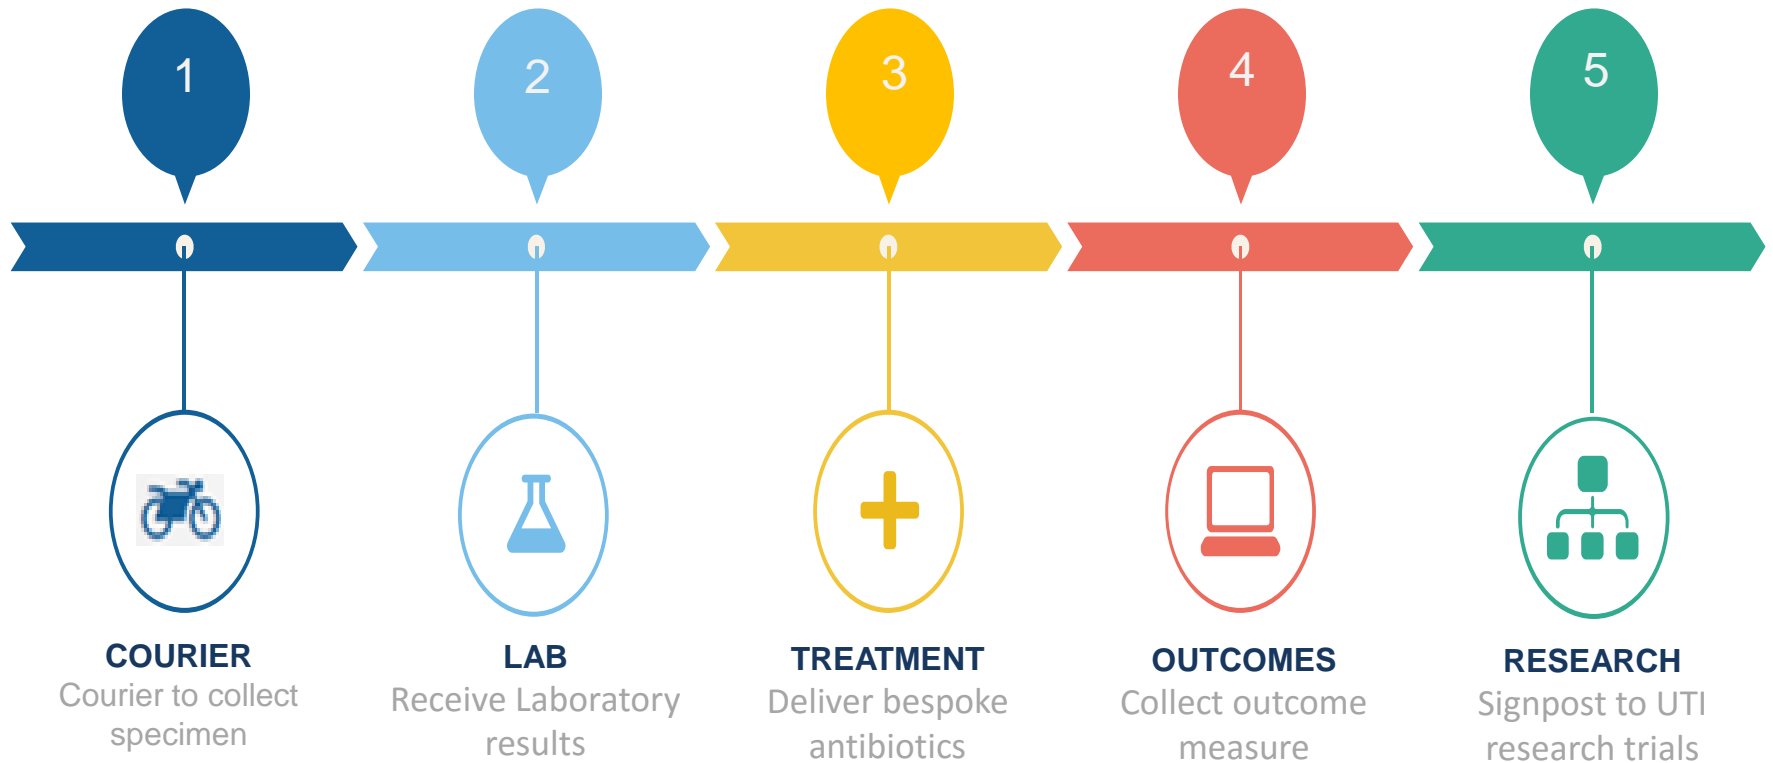 1
2
3
4
5
COURIER
Courier to collect
specimen
LAB
Receive Laboratory
results
TREATMENT
Deliver bespoke
antibiotics
OUTCOMES
Collect outcome
measure
RESEARCH
Signpost to UTI
research trials